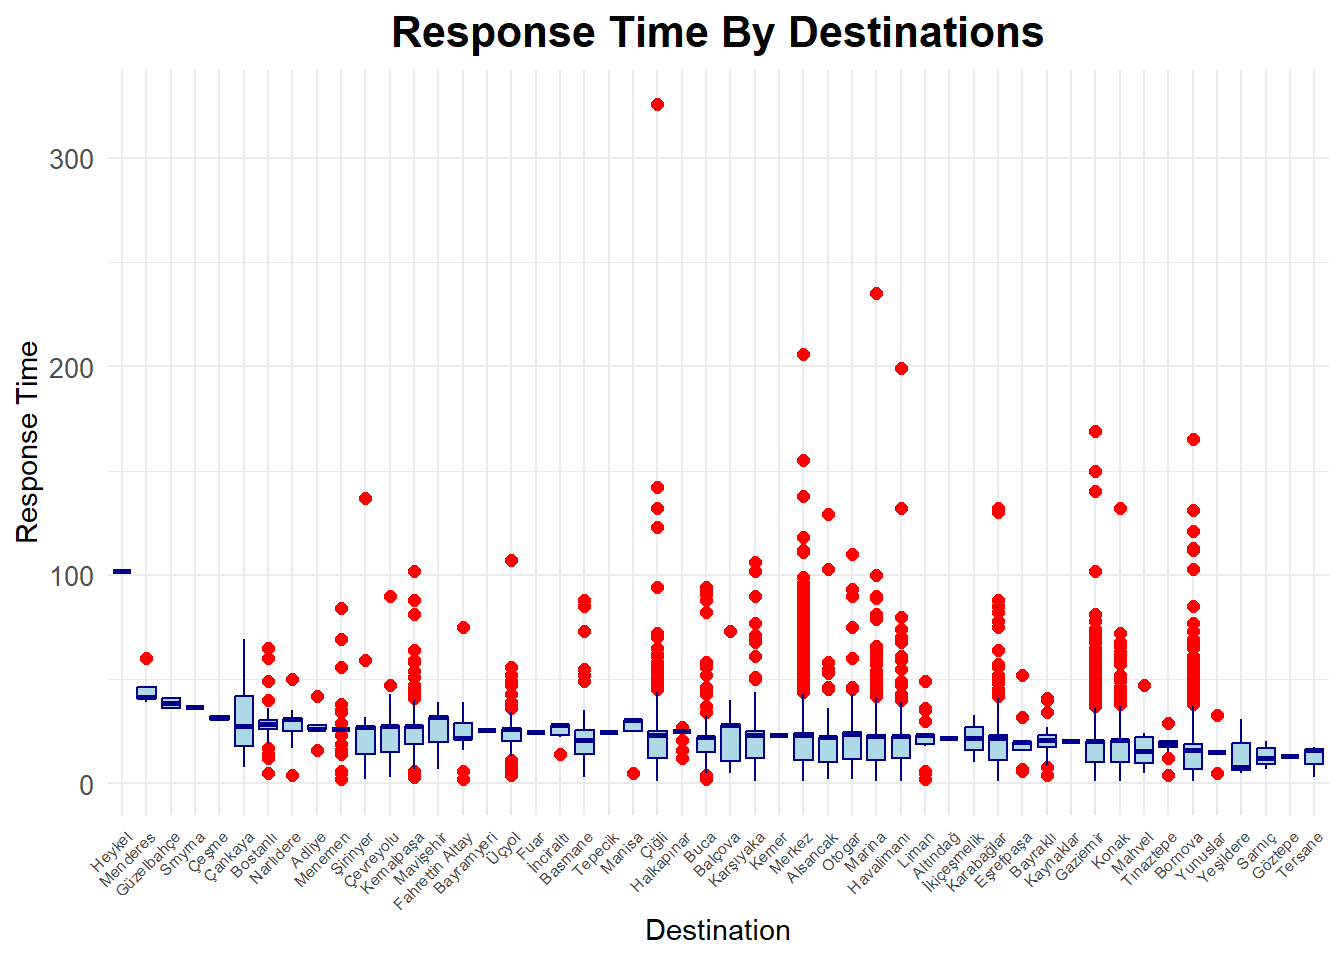 Response Time By Destinations
Response Time
300
200
100
0
Heykel
Menderes
Güzelbahçe
Smyrna
Çeşme
Çankaya
Bostanlı
Narlıdere
Adliye
Menemen
Şirinyer
Çevreyolu
Kemalpaşa
Mavişehir
Fahrettin Altay
Bayramyeri
Üçyol
Fuar
İnciraltı
Basmane
Tepecik
Manisa
Çiğli
Halkapınar
Buca
Balçova
Karşıyaka
Kemer
Merkez
Alsancak
Otogar
Marina
Havalimanı
Liman
Altındağ
İkiçeşmelik
Karabağlar
Eşrefpaşa
Bayraklı
Kaynaklar
Gaziemir
Konak
Mahvel
Tınaztepe
Bornova
Yunuslar
Yeşildere
Sarnıç
Göztepe
Tersane
Destination